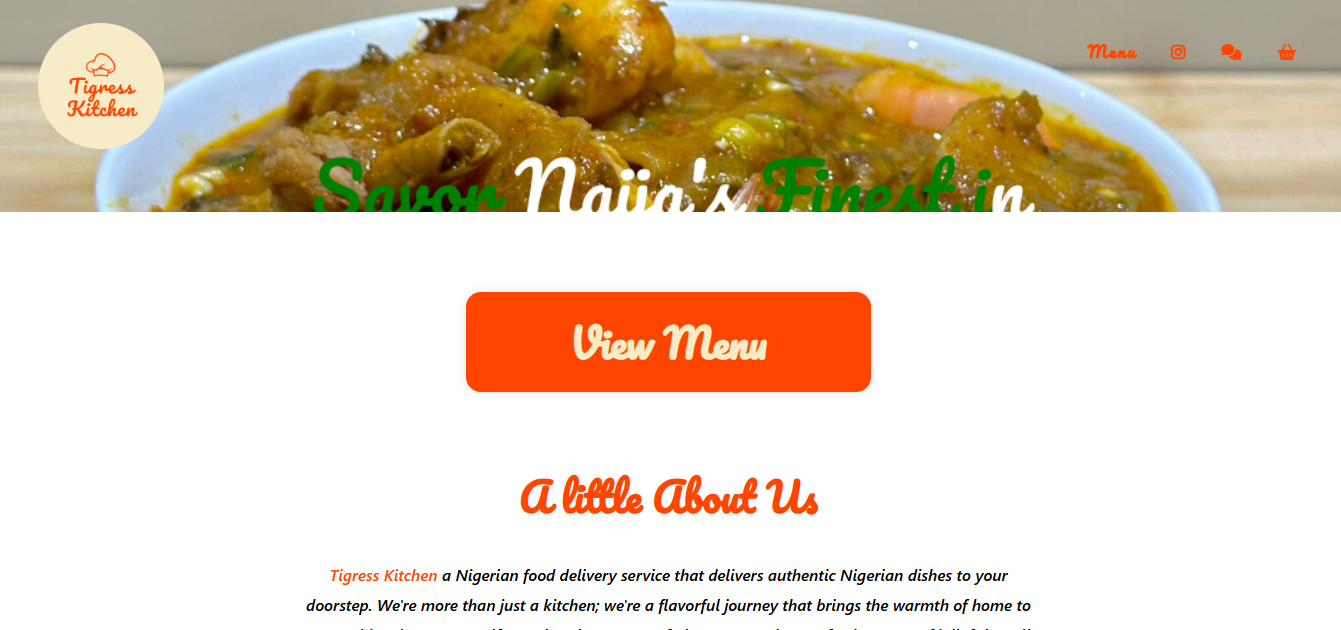 Tigress
Kitchen
Menu
Savor Naija's Finest in
View Menu
A little About Us
Tigress Kitchen a Nigerian food delivery service that delivers authentic Nigerian dishes to your
doorstep. We're more than just a kitchen; we're a flavorful journey that brings the warmth of home to